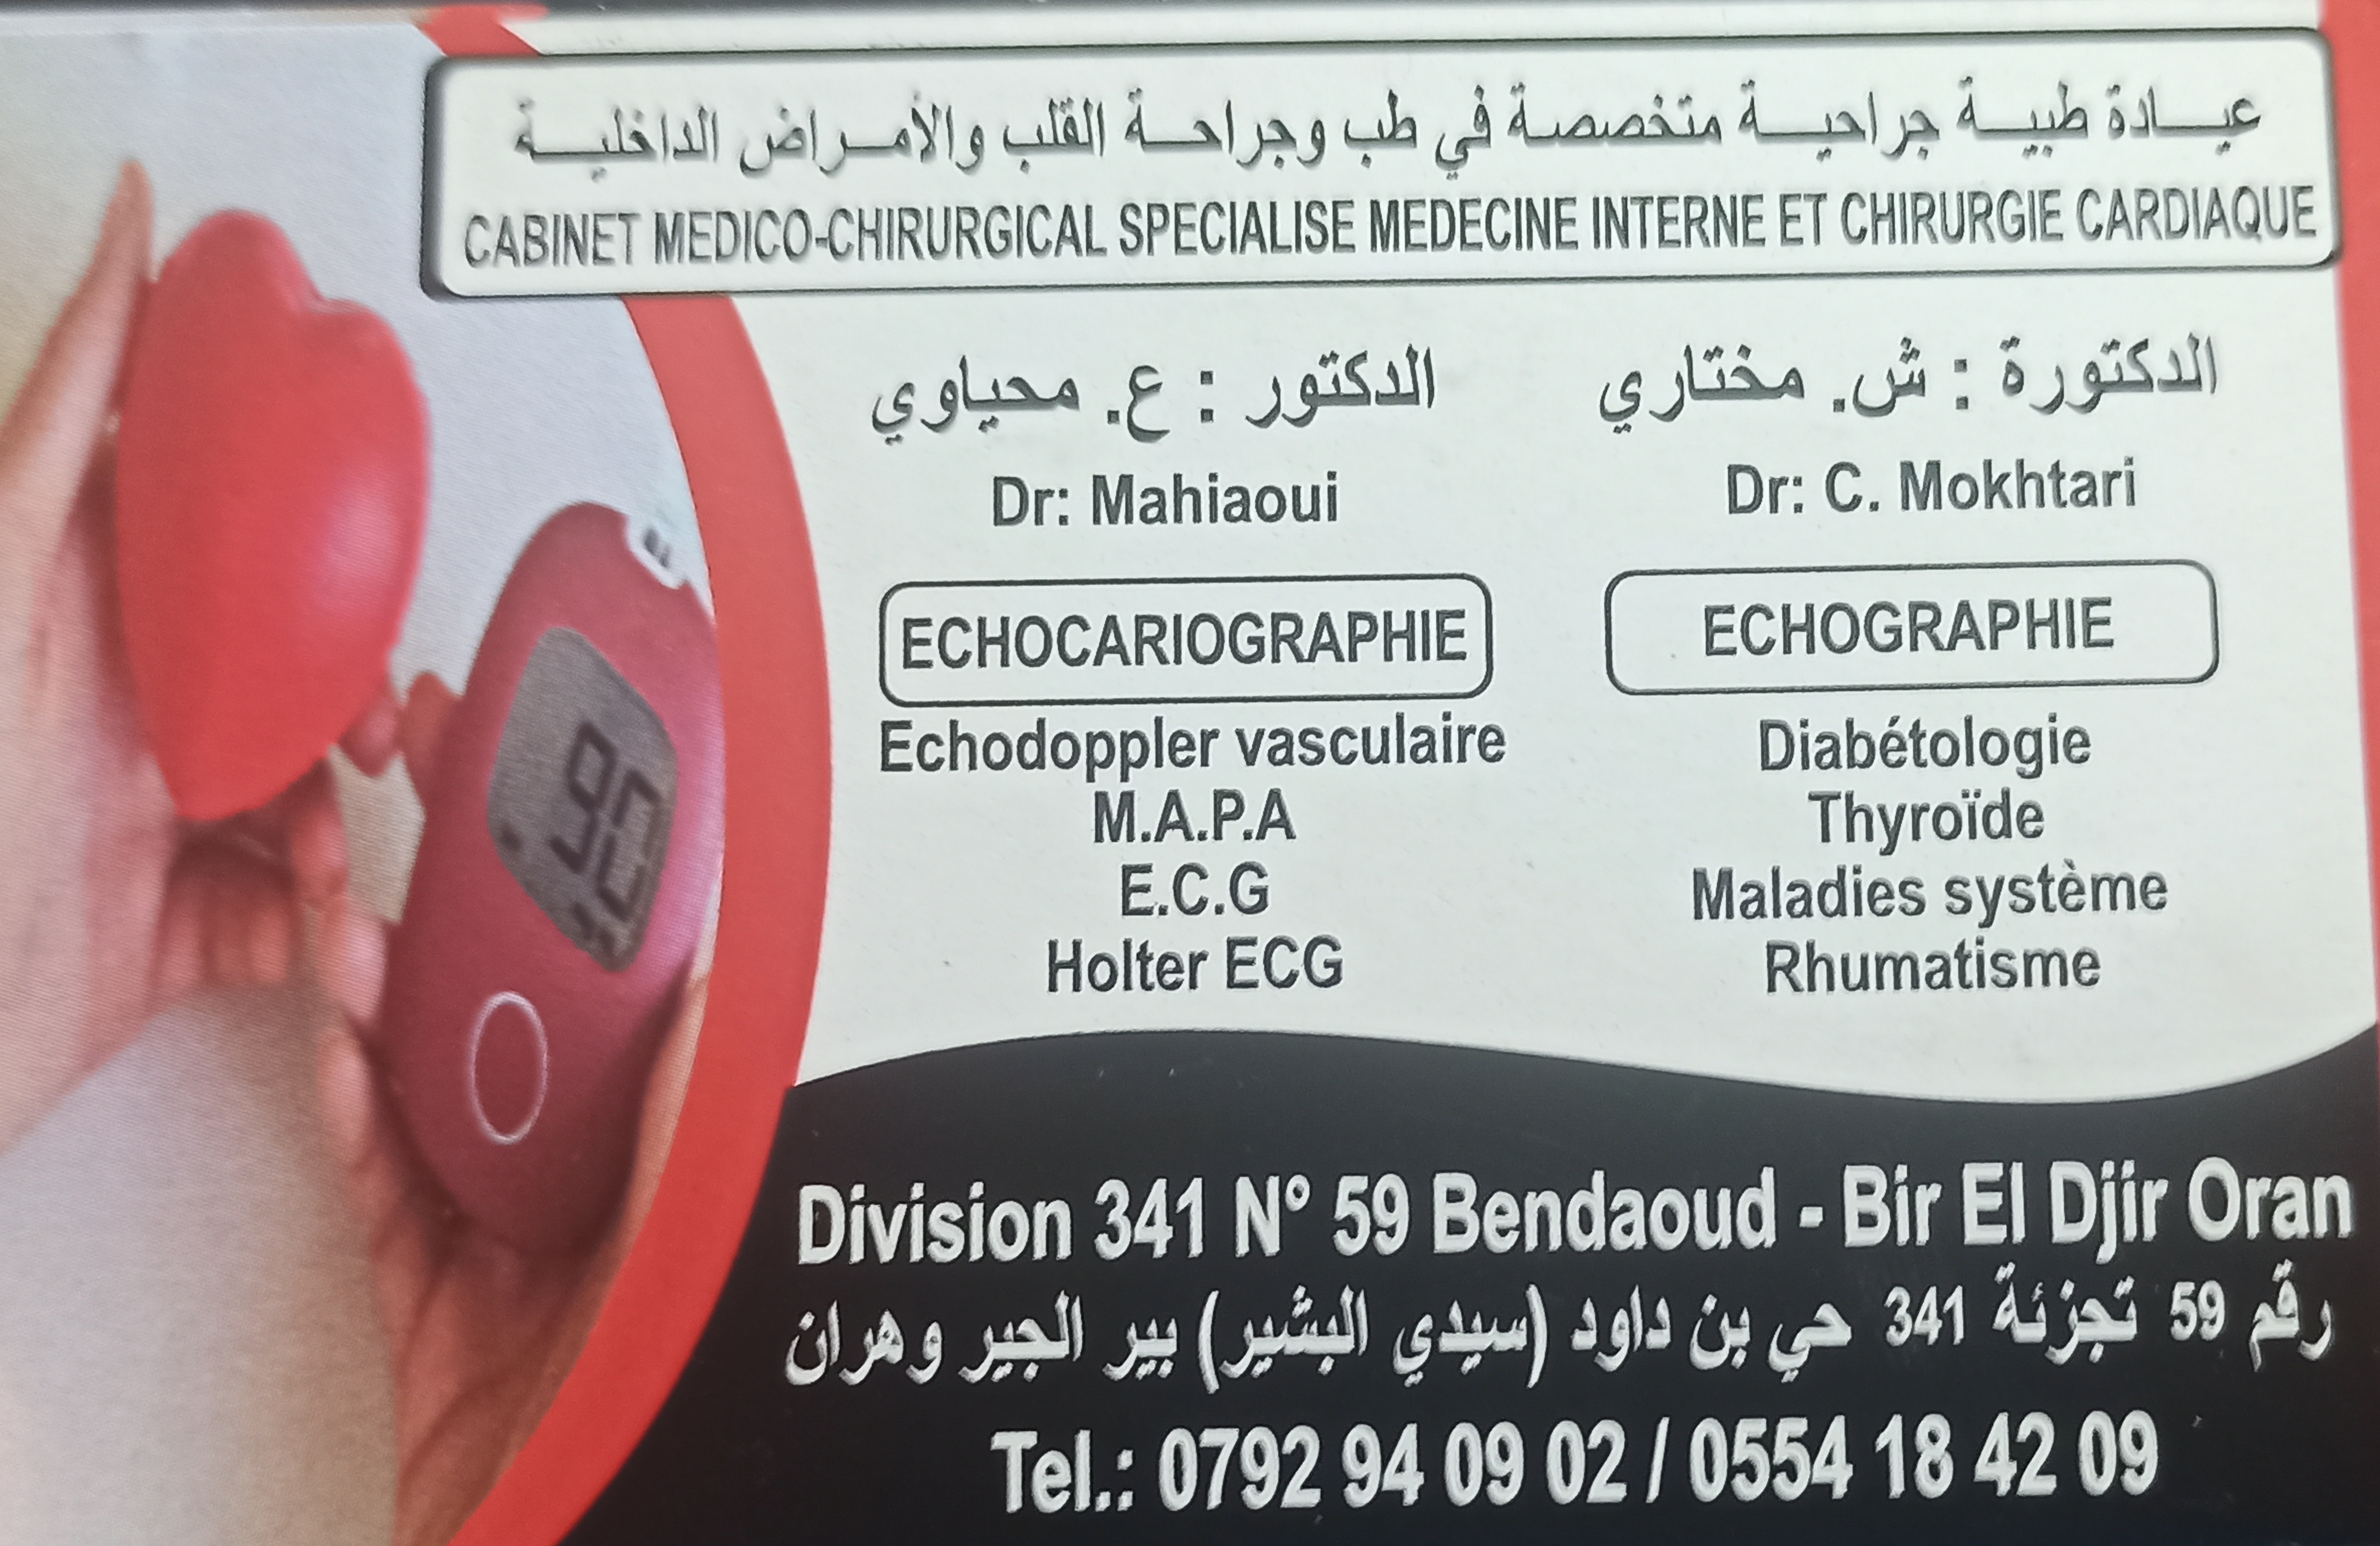 عيادة طبية جراحية متخصصة في طب وجراحة القلب والأمراض الداخلية
CABINET MEDICO-CHIRURGICAL SPECIALISE MEDECINE INTERNE ET CHIRURGIE CARDIAQUE
الدكتورة : ش. مختاري
Dr: C. Mokhtari
ECHOGRAPHIE
Diabétologie
Thyroïde
Maladies système
Rhumatisme
الدكتور : ع. محياوي
Dr: Mahiaoui
ECHOCARIOGRAPHIE
Echodoppler vasculaire
M.A.P.A
E.C.G
Holter ECG
90
Division 341 N° 59 Bendaoud - Bir El Djir Oran
رقم 59 تجزئة 341 حي بن داود (سيدي البشير) بير الجير وهران
Tel.: 0792 94 09 02 / 0554 18 42 09